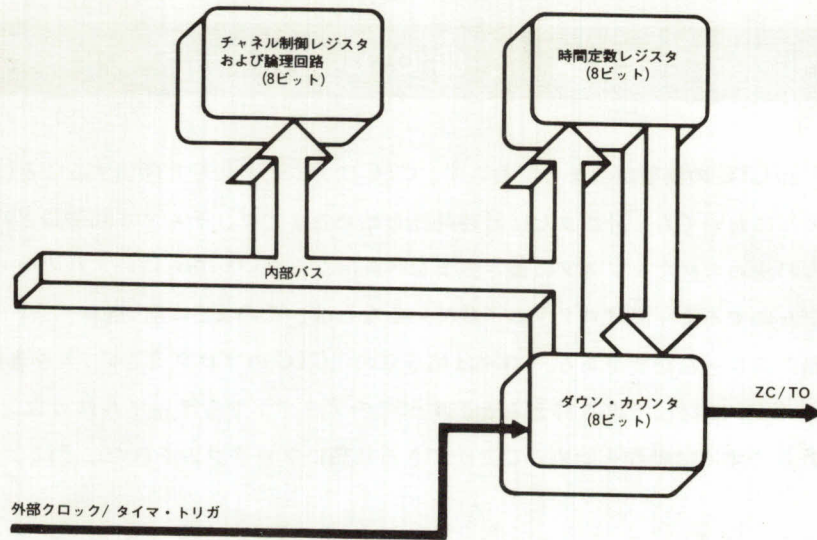 チャネル制御レジスタ
および論理回路
(8ビット)
時間定数レジスタ
(8ビット)
内部バス
ダウン・カウンタ
(8ビット)
ZC/TO
外部クロック/タイマ・トリガ